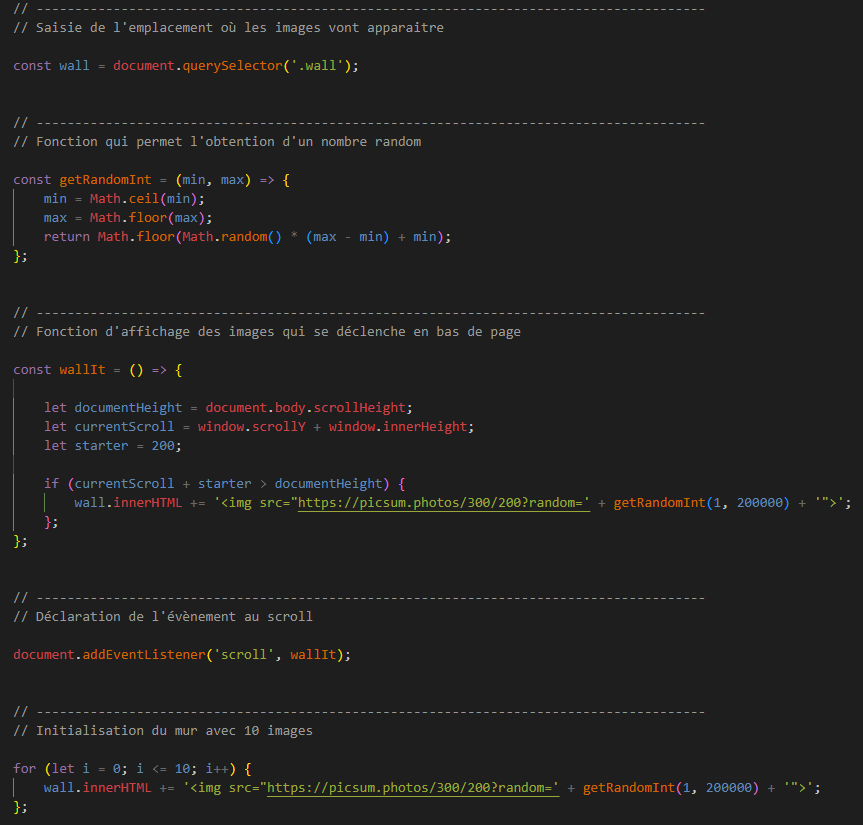 // ---------------------------------------------------------------------------------------
// Saisie de l'emplacement où les images vont apparaitre
const wall = document.querySelector('.wall');
// ---------------------------------------------------------------------------------------
// Fonction qui permet l'obtention d'un nombre random
const getRandomInt = (min, max) => {
    min = Math.ceil(min);
    max = Math.floor(max);
    return Math.floor(Math.random() * (max - min) + min);
};
// ---------------------------------------------------------------------------------------
// Fonction d'affichage des images qui se déclenche en bas de page
const wallIt = () => {
    let documentHeight = document.body.scrollHeight;
    let currentScroll = window.scrollY + window.innerHeight;
    let starter = 200;
    if (currentScroll + starter > documentHeight) {
        wall.innerHTML += '<img src="https://picsum.photos/300/200?random=' + getRandomInt(1, 200000) + '">';
    };
};
// ---------------------------------------------------------------------------------------
// Déclaration de l'évènement au scroll
document.addEventListener('scroll', wallIt);
// ---------------------------------------------------------------------------------------
// Initialisation du mur avec 10 images
for (let i = 0; i <= 10; i++) {
    wall.innerHTML += '<img src="https://picsum.photos/300/200?random=' + getRandomInt(1, 200000) + '">';
};